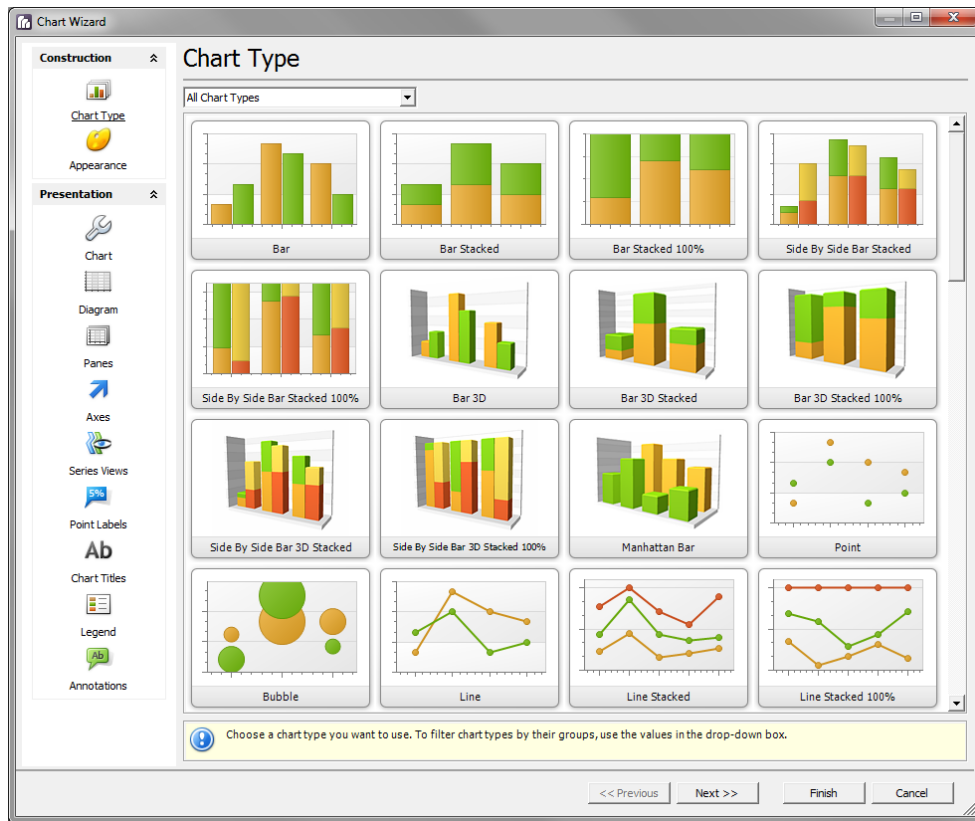 Chart Wizard
Construction
Chart Type
Appearance
Presentation
Chart
Diagram
Panes
Axes
Series Views
5%
Point Labels
Ab
Chart Titles
Legend
Ab
Annotations
Chart Type
All Chart Types
Bar
Bar Stacked
Bar Stacked 100%
Side By Side Bar Stacked
Side By Side Bar Stacked 100%
Bar 3D
Bar 3D Stacked
Bar 3D Stacked 100%
Side By Side Bar 3D Stacked
Side By Side Bar 3D Stacked 100%
Manhattan Bar
Point
Bubble
Line
Line Stacked
Line Stacked 100%
Choose a chart type you want to use. To filter chart types by their groups, use the values in the drop-down box.
<< Previous
Next >>
Finish
Cancel